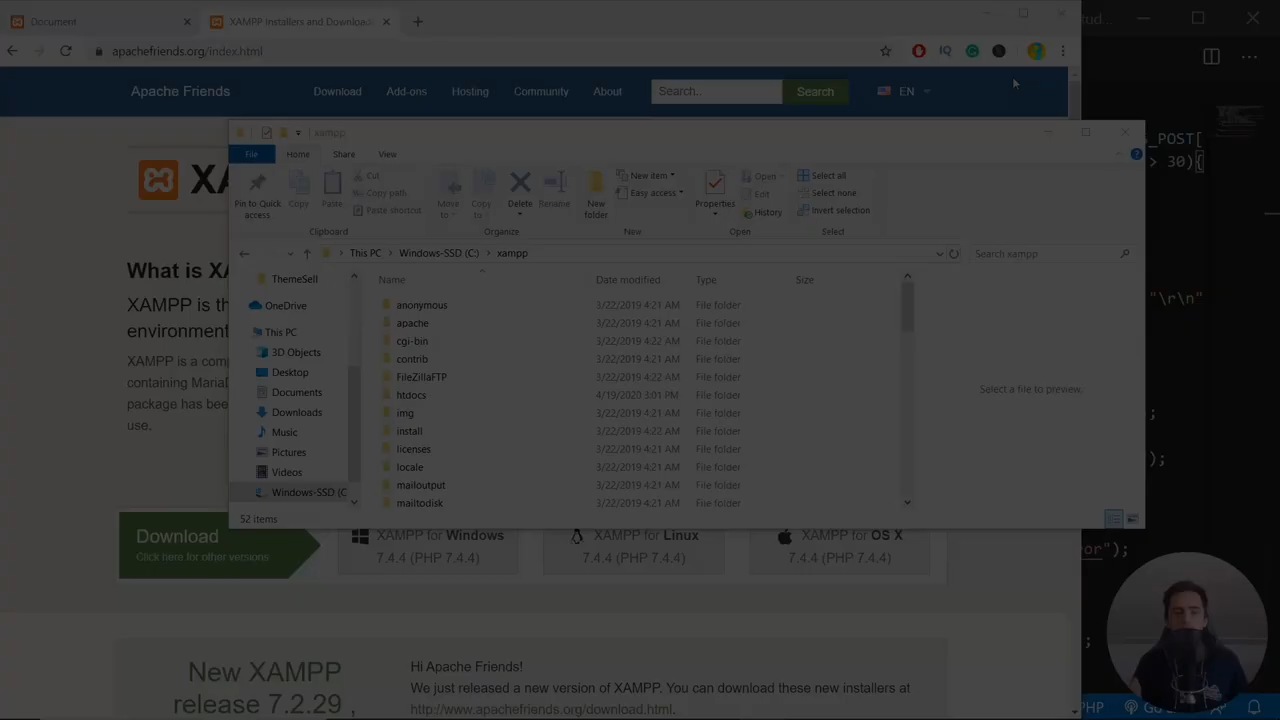 Document
XAMPP Installers and Downloads
tud...
apachefriends.org/index.html
IQ
Apache Friends
Download
Add-ons
Hosting
Community
About
Search..
Search
EN
XA
What is XA
XAMPP is th
environment
XAMPP is a comp
containing MariaD
package has bee
use.
xampp
File
Home
Share
View
Pin to Quick access
Copy
Paste
Cut
Copy path
Paste shortcut
Clipboard
Move to
Copy to
Delete
Rename
Organize
New folder
New item
Easy access
New
Properties
Open
Edit
History
Open
Select all
Select none
Invert selection
Select
This PC
Windows-SSD (C:)
xampp
Search xampp
ThemeSell
OneDrive
This PC
3D Objects
Desktop
Documents
Downloads
Music
Pictures
Videos
Windows-SSD (C
Name Date modified Type Size
anonymous 3/22/2019 4:21 AM File folder
apache 3/22/2019 4:21 AM File folder
cgi-bin 3/22/2019 4:22 AM File folder
contrib 3/22/2019 4:21 AM File folder
FileZillaFTP 3/22/2019 4:22 AM File folder
htdocs 4/19/2020 3:01 PM File folder
img 3/22/2019 4:21 AM File folder
install 3/22/2019 4:22 AM File folder
licenses 3/22/2019 4:21 AM File folder
locale 3/22/2019 4:21 AM File folder
mailoutput 3/22/2019 4:21 AM File folder
mailtodisk 3/22/2019 4:21 AM File folder
Select a file to preview.
52 items
_POST[
> 30){
"\r\n"
;
");
or");
;
Download
Click here for other versions
XAMPP for Windows
7.4.4 (PHP 7.4.4)
XAMPP for Linux
7.4.4 (PHP 7.4.4)
XAMPP for OS X
7.4.4 (PHP 7.4.4)
New XAMPP
release 7.2.29 ,
Hi Apache Friends!
We just released a new version of XAMPP. You can download these new installers at
http://www.apachefriends.org/download.html.
PHP
Go